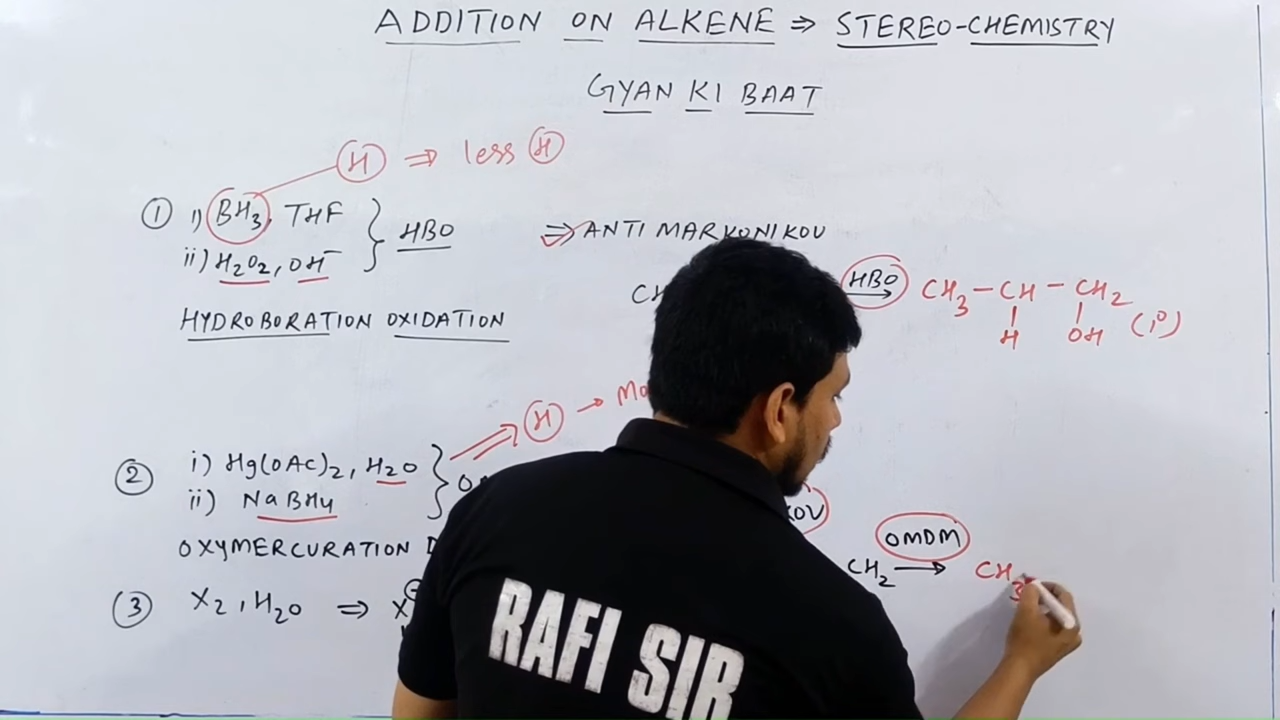 ADDITION ON ALKENE ⇒ STEREO-CHEMISTRY
GYAN KI BAAT
H ⇒ less H
① i) BH3, THF } HBO ⇒ ANTI MARKONIKOV
ii) H2O2, OH⁻
HBO → CH3 – CH – CH2
H OH (1°)
HYDROBORATION OXIDATION
H →
② i) Hg(OAc)2, H2O
ii) NaBH4
OMDM
CH2 → CH3
OXYMERCURATION
③ X2, H2O ⇒ X
RAFI SIR